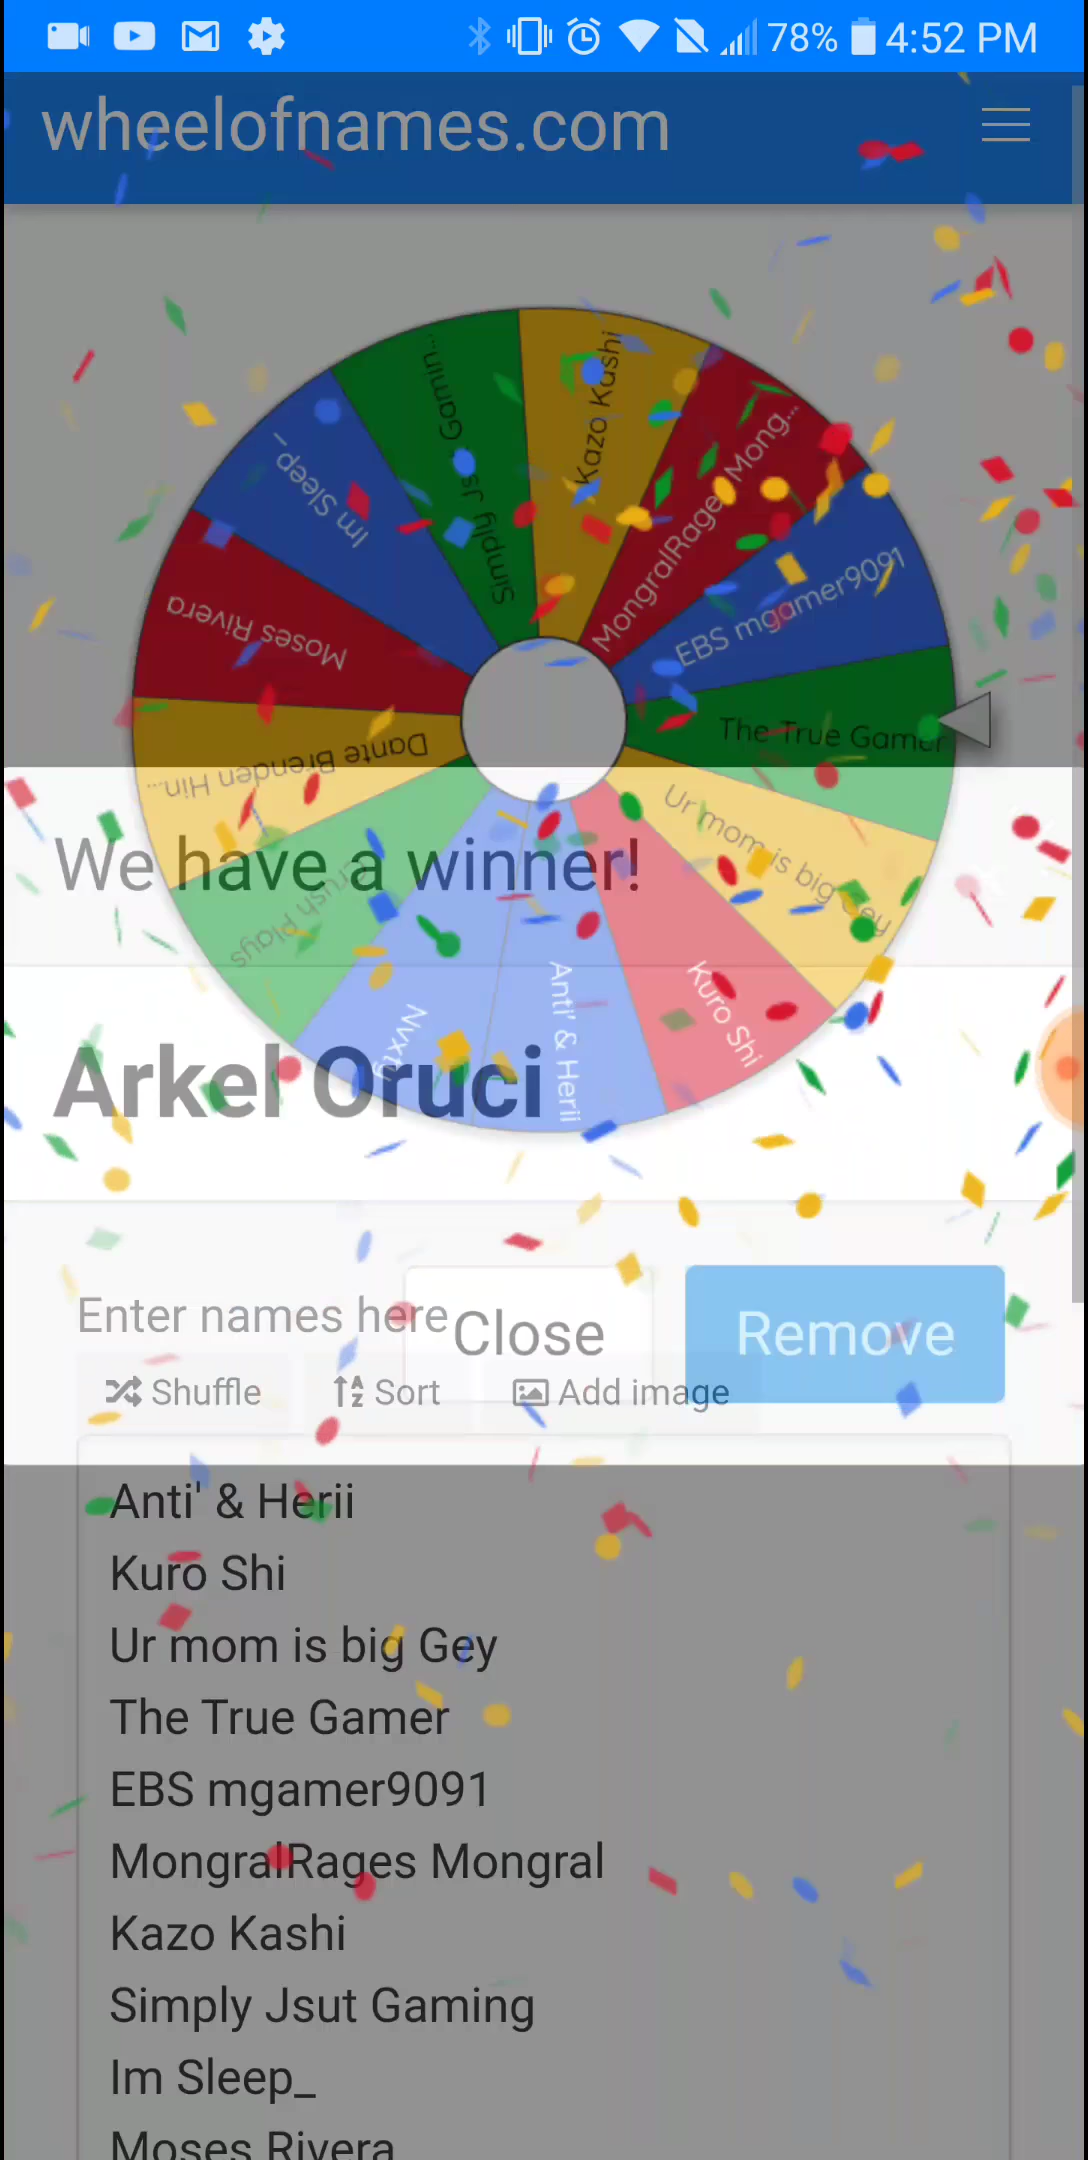 78% 4:52 PM
wheelofnames.com
Simply Jsut Gamin...
Kazo Kashi
MongralRages Mong...
Im Sleep_
EBS mgamer9091
Moses Rivera
The True Gamer
Dante Brenden Hin...
Ur mom is big Gey
We have a winner!
crush plays
Kuro Shi
Anti' & Herii
Nvxty
Arkel Oruci
Enter names here
Close
Remove
Shuffle
Sort
Add image
Anti' & Herii
Kuro Shi
Ur mom is big Gey
The True Gamer
EBS mgamer9091
MongralRages Mongral
Kazo Kashi
Simply Jsut Gaming
Im Sleep_
Moses Rivera